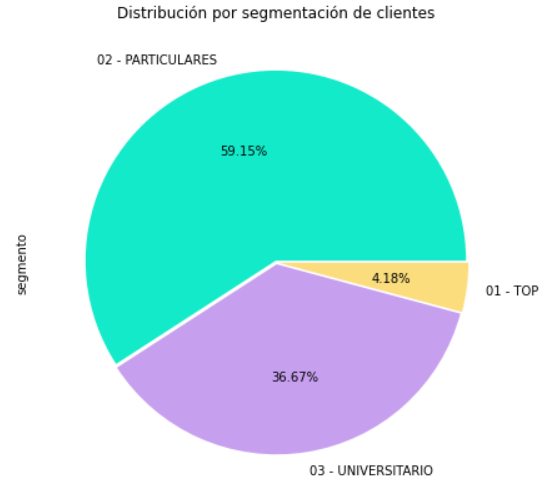 Distribución por segmentación de clientes
02 - PARTICULARES
59.15%
segmento
4.18%
01 - TOP
36.67%
03 - UNIVERSITARIO